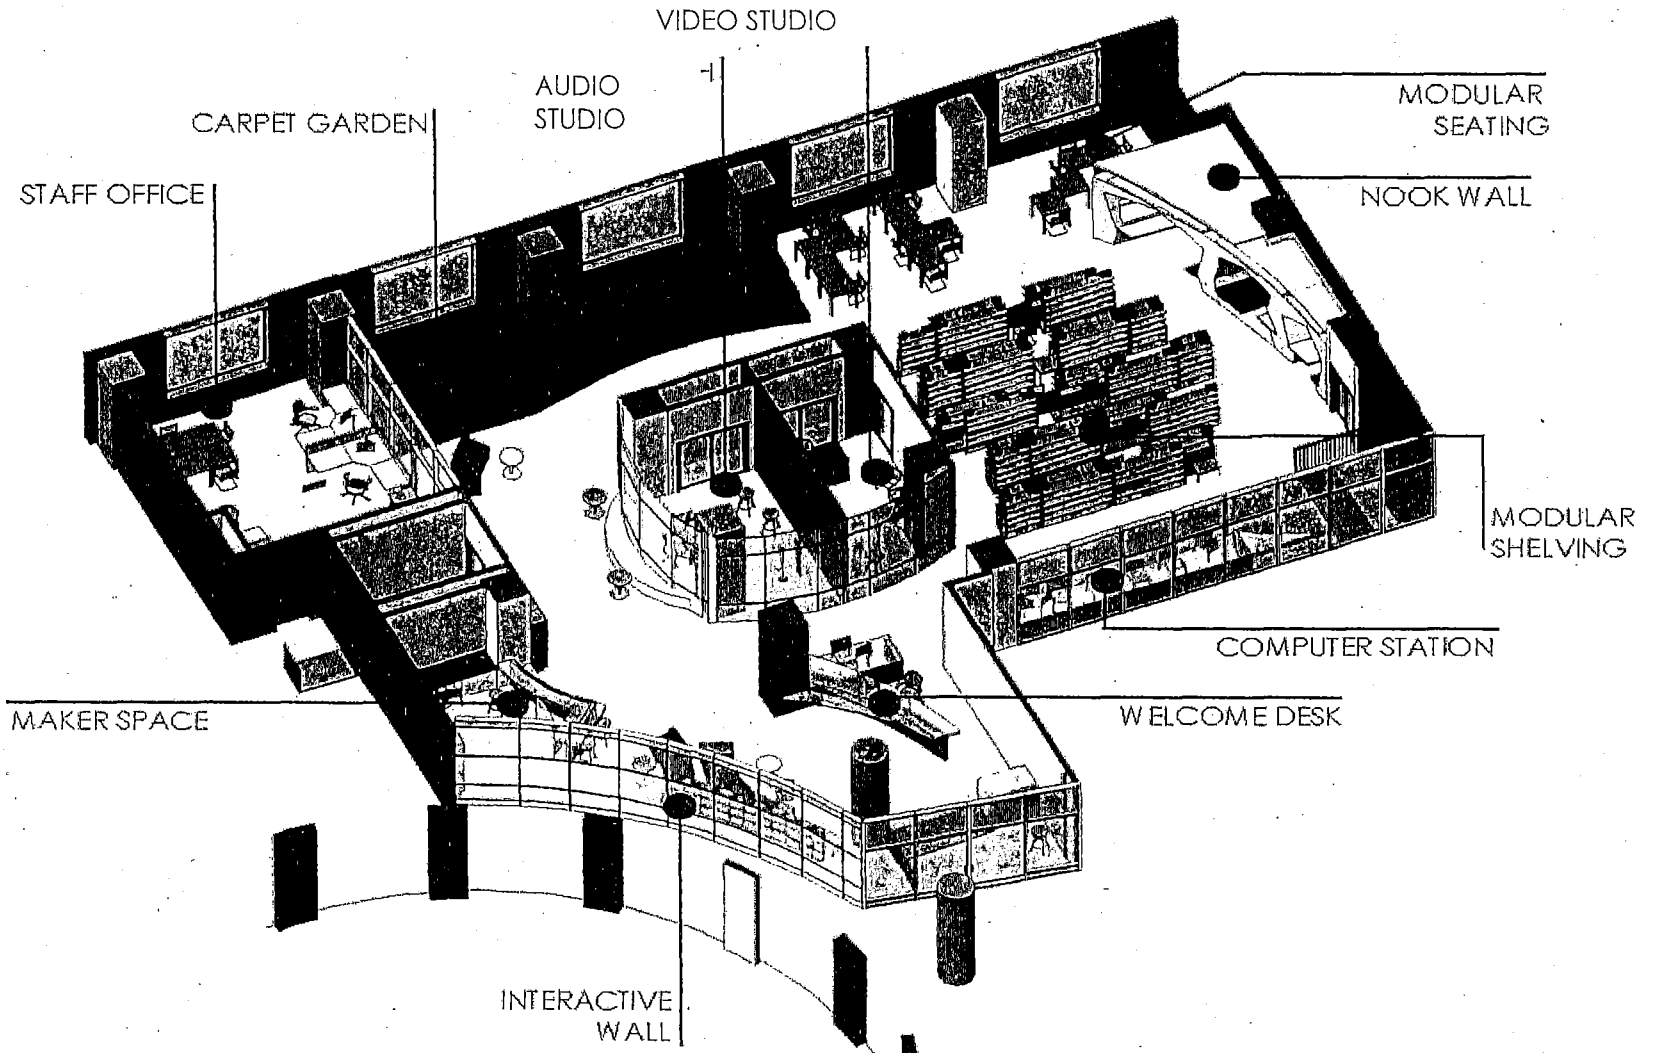 VIDEO STUDIO
AUDIO
STUDIO
MODULAR
SEATING
CARPET GARDEN
STAFF OFFICE
NOOK WALL
MODULAR
SHELVING
COMPUTER STATION
MAKER SPACE
WELCOME DESK
INTERACTIVE
WALL